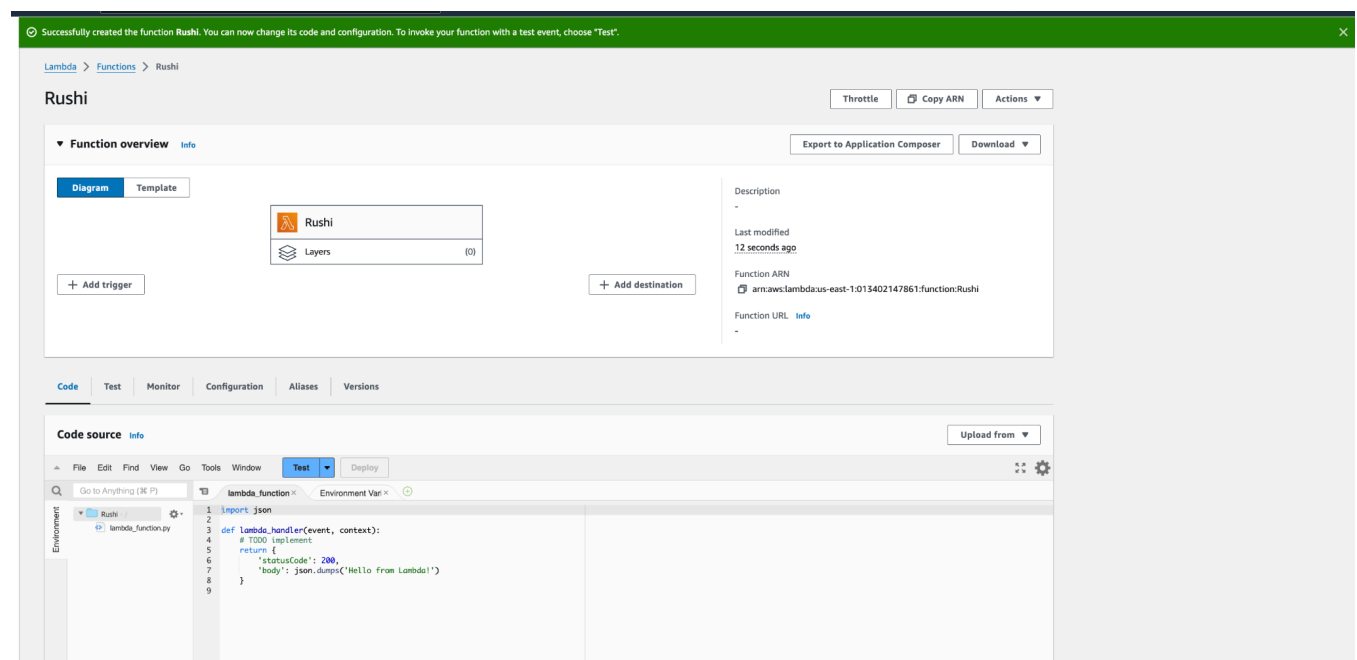 Successfully created the function Rushi. You can now change its code and configuration. To invoke your function with a test event, choose "Test".
Lambda > Functions > Rushi
Rushi
Throttle Copy ARN Actions
Function overview Info
Export to Application Composer Download
Diagram Template
Rushi
Layers (0)
+ Add trigger
+ Add destination
Description
-
Last modified
12 seconds ago
Function ARN
arn:aws:lambda:us-east-1:013402147861:function:Rushi
Function URL Info
-
Code Test Monitor Configuration Aliases Versions
Code source Info
Upload from
File Edit Find View Go Tools Window Test Deploy
Go to Anything (⌘ P)
lambda_function × Environment Vari ×
Environment
Rushi - /
lambda_function.py
1 import json
2
3 def lambda_handler(event, context):
4 # TODO implement
5 return {
6 'statusCode': 200,
7 'body': json.dumps('Hello from Lambda!')
8 }
9